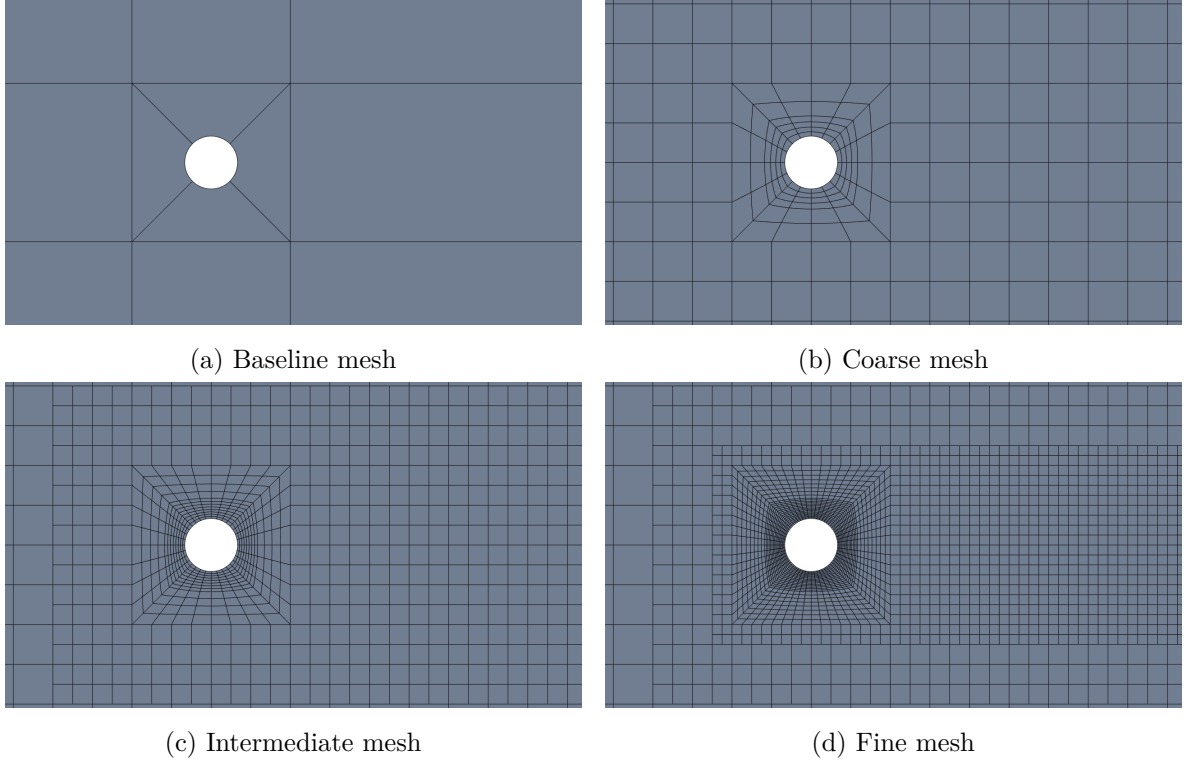 (a) Baseline mesh
(b) Coarse mesh
(c) Intermediate mesh
(d) Fine mesh